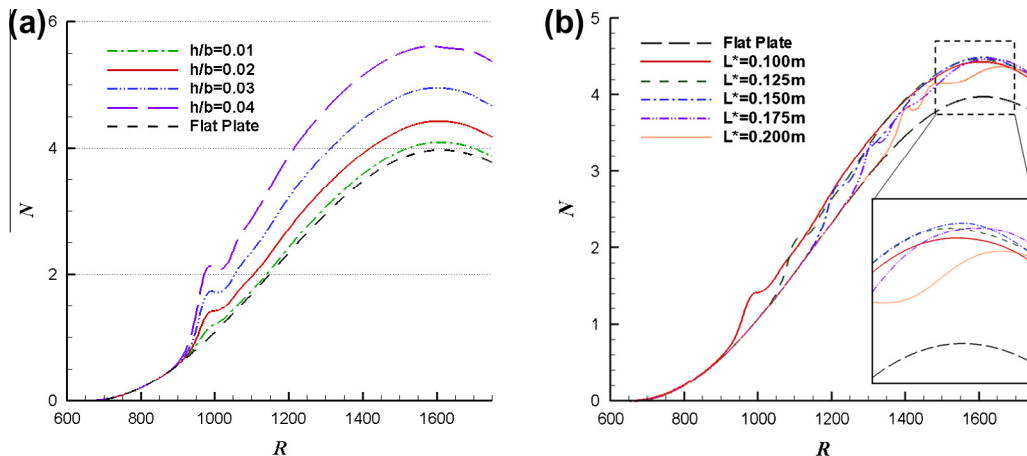 (a)
6
4
2
0
N
h/b=0.01
h/b=0.02
h/b=0.03
h/b=0.04
Flat Plate
600 800 1000 1200 1400 1600
R
(b)
5
4
3
2
1
0
N
Flat Plate
L*=0.100m
L*=0.125m
L*=0.150m
L*=0.175m
L*=0.200m
600 800 1000 1200 1400 1600
R